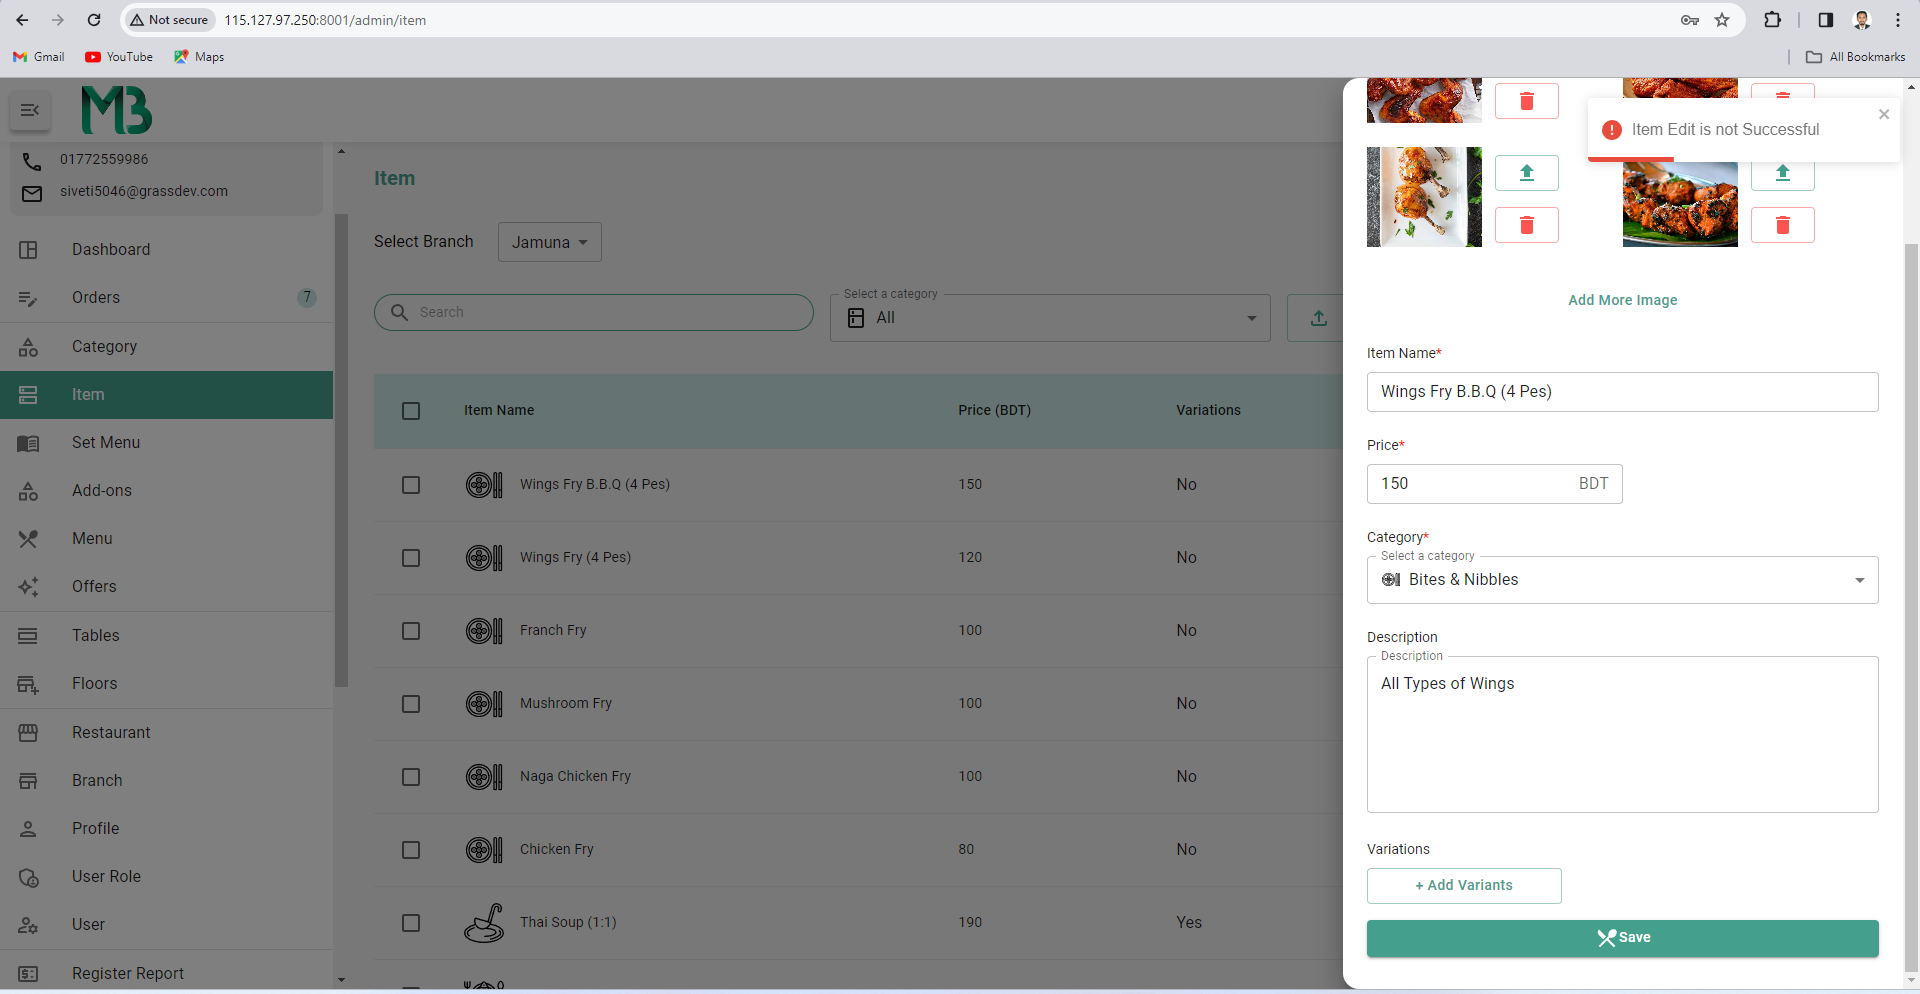 Not secure
115.127.97.250:8001/admin/item
Gmail
YouTube
Maps
All Bookmarks
MB
01772559986
siveti5046@grassdev.com
Dashboard
Orders
7
Category
Item
Set Menu
Add-ons
Menu
Offers
Tables
Floors
Restaurant
Branch
Profile
User Role
User
Register Report
Item
Select Branch
Jamuna
Search
Select a category
All
Item Name Price (BDT) Variations
Wings Fry B.B.Q (4 Pes) 150 No
Wings Fry (4 Pes) 120 No
Franch Fry 100 No
Mushroom Fry 100 No
Naga Chicken Fry 100 No
Chicken Fry 80 No
Thai Soup (1:1) 190 Yes
Item Edit is not Successful
Add More Image
Item Name*
Wings Fry B.B.Q (4 Pes)
Price*
150 BDT
Category*
Select a category
Bites & Nibbles
Description
Description
All Types of Wings
Variations
+ Add Variants
Save